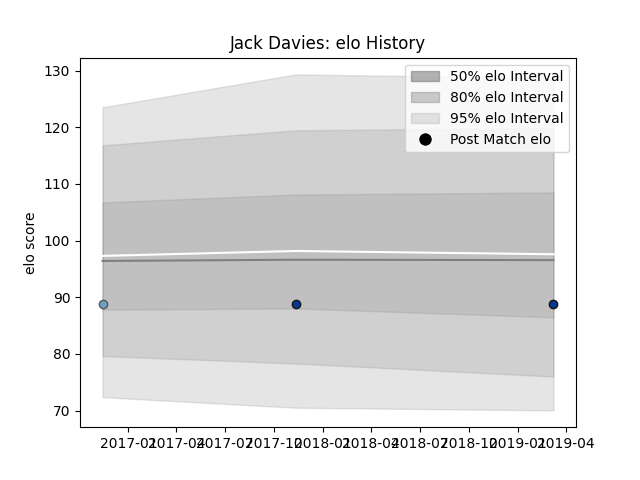 Jack Davies: elo History
130
120
110
100
90
80
70
elo score
50% elo Interval
80% elo Interval
95% elo Interval
Post Match elo
2017-01
2017-04
2017-07
2017-10
2018-01
2018-04
2018-07
2018-10
2019-01
2019-04